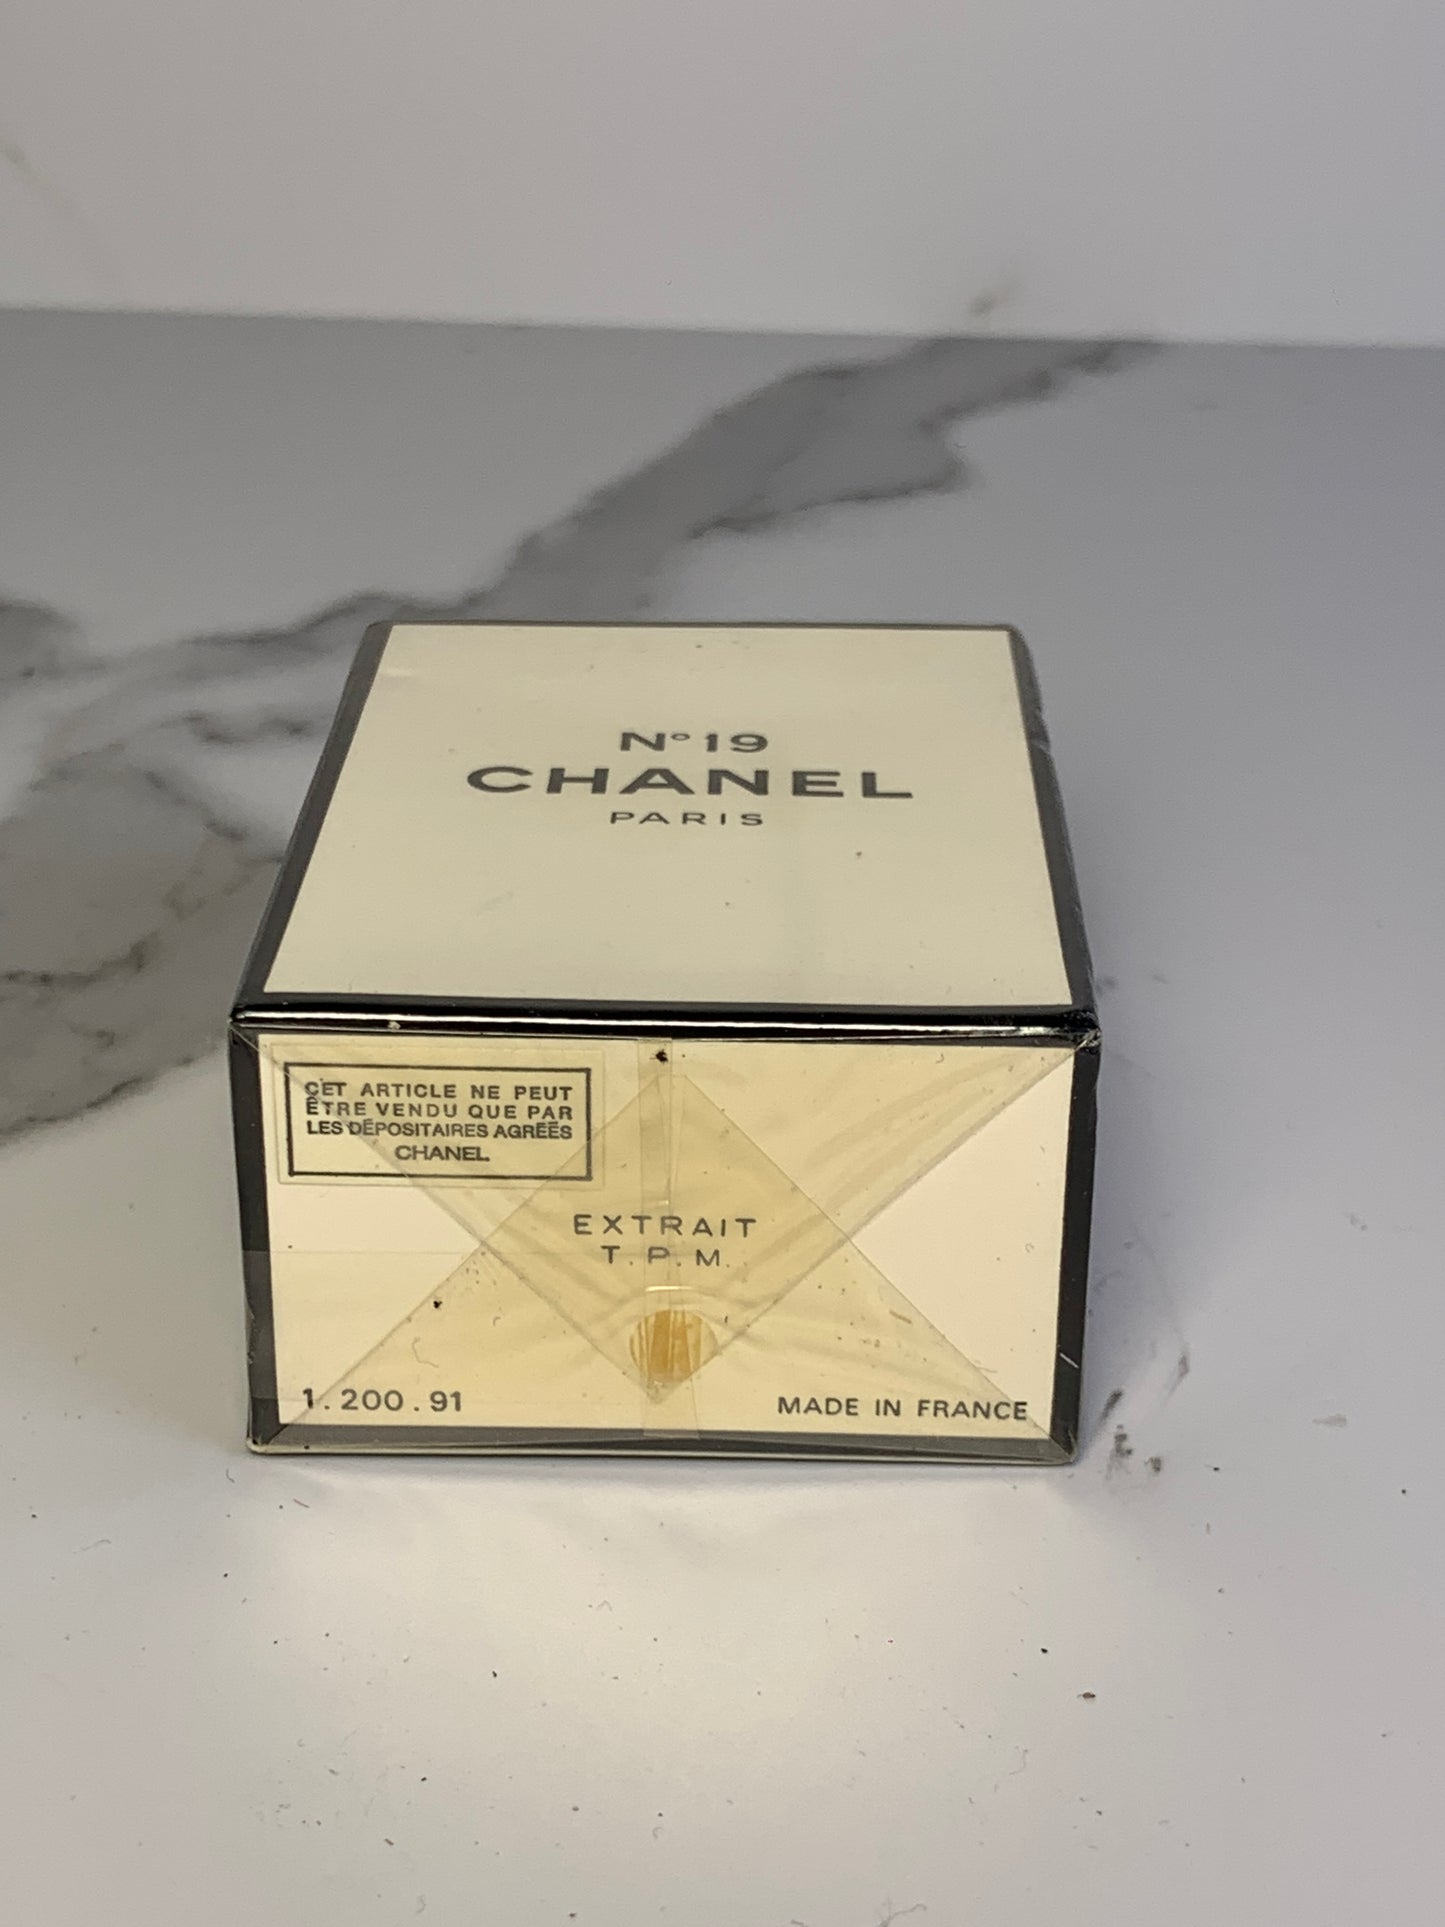 N° 19
CHANEL
PARIS
CET ARTICLE NE PEUT
ÊTRE VENDU QUE PAR
LES DÉPOSITAIRES AGRÉÉS
CHANEL
EXTRAIT
T.P.M.
1.200.91
MADE IN FRANCE